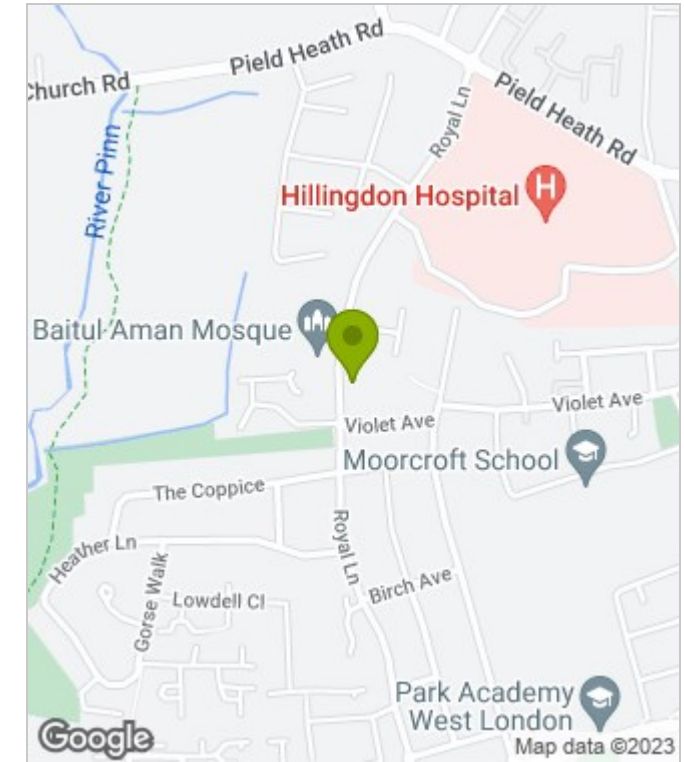 Church Rd
Pield Heath Rd
Royal Ln
Pield Heath Rd
River Pinn
Hillingdon Hospital
H
Baitul Aman Mosque
Violet Ave
Violet Ave
Moorcroft School
The Coppice
Royal Ln
Heather Ln
Gorse Walk
Lowdell Cl
Birch Ave
Park Academy
West London
Google
Map data ©2023